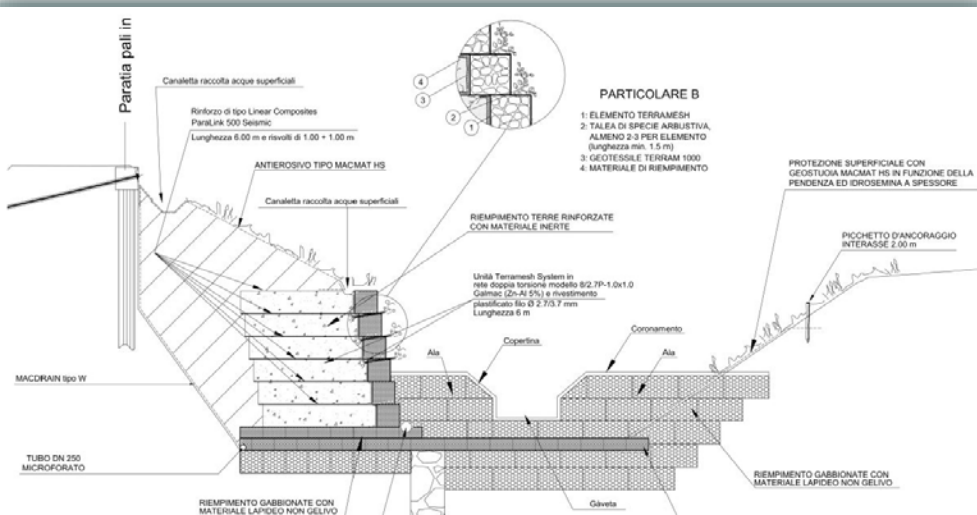 Paratia pali in
Canaletta raccolta acque superficiali
Rinforzo di tipo Linear Composites
ParaLink 500 Seismic
Lunghezza 6.00 m e risvolti di 1.00 + 1.00 m
ANTIEROSIVO TIPO MACMAT HS
Canaletta raccolta acque superficiali
4
3
2
1
PARTICOLARE B
1: ELEMENTO TERRAMESH
2: TALEA DI SPECIE ARBUSTIVA,
ALMENO 2-3 PER ELEMENTO
(lunghezza min. 1.5 m)
3: GEOTESSILE TERRAM 1000
4: MATERIALE DI RIEMPIMENTO
PROTEZIONE SUPERFICIALE CON
GEOSTUOIA MACMAT HS IN FUNZIONE DELLA
PENDENZA ED IDROSEMINA A SPESSORE
RIEMPIMENTO TERRE RINFORZATE
CON MATERIALE INERTE
PICCHETTO D'ANCORAGGIO
INTERASSE 2.00 m
Unità Terramesh System in
rete doppia torsione modello 8/2.7P-1.0x1.0
Galmac (Zn-Al 5%) e rivestimento
plastificato filo Ø 2.7/3.7 mm
Lunghezza 6 m
Coronamento
Copertina
Ala
Ala
MACDRAIN tipo W
TUBO DN 250
MICROFORATO
RIEMPIMENTO GABBIONATE CON
MATERIALE LAPIDEO NON GELIVO
Gàveta
RIEMPIMENTO GABBIONATE CON
MATERIALE LAPIDEO NON GELIVO